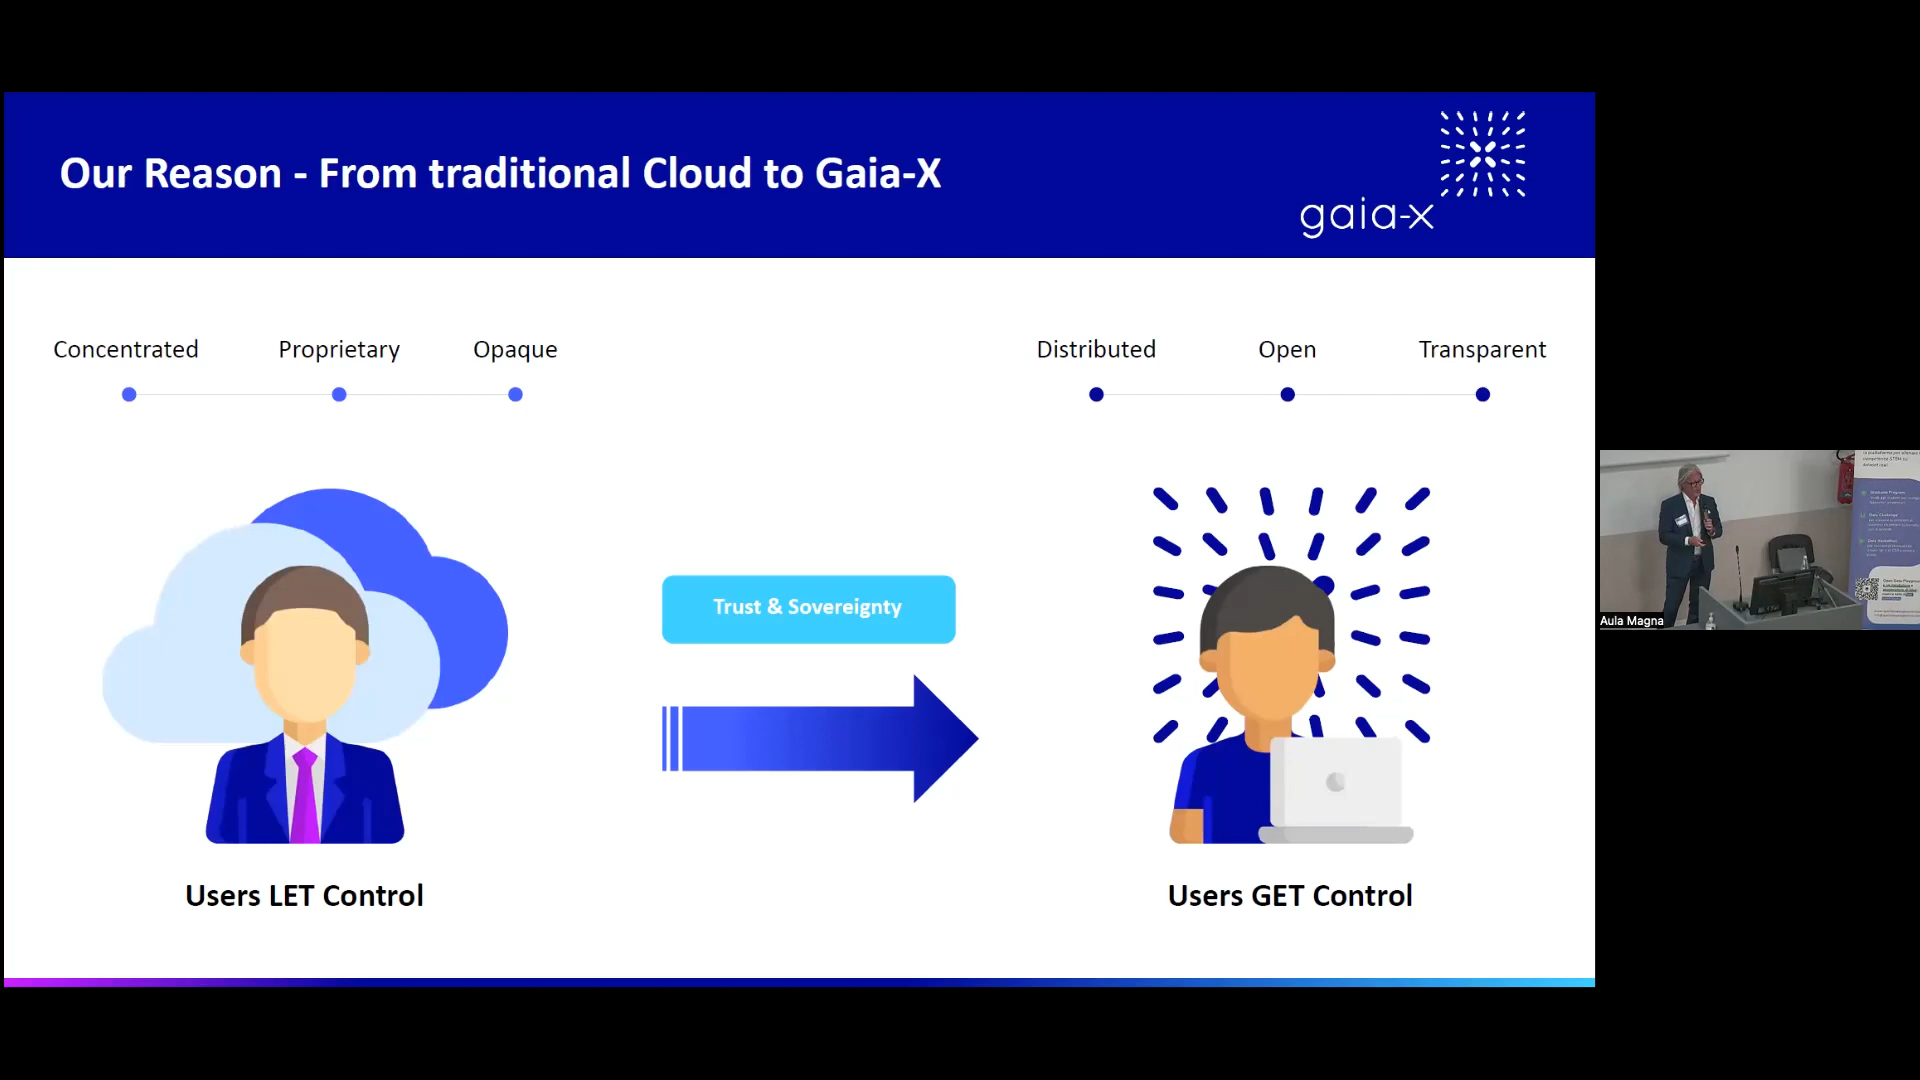 Our Reason - From traditional Cloud to Gaia-X
gaia-x
Concentrated Proprietary Opaque
Distributed Open Transparent
Trust & Sovereignty
Users LET Control
Users GET Control
Aula Magna